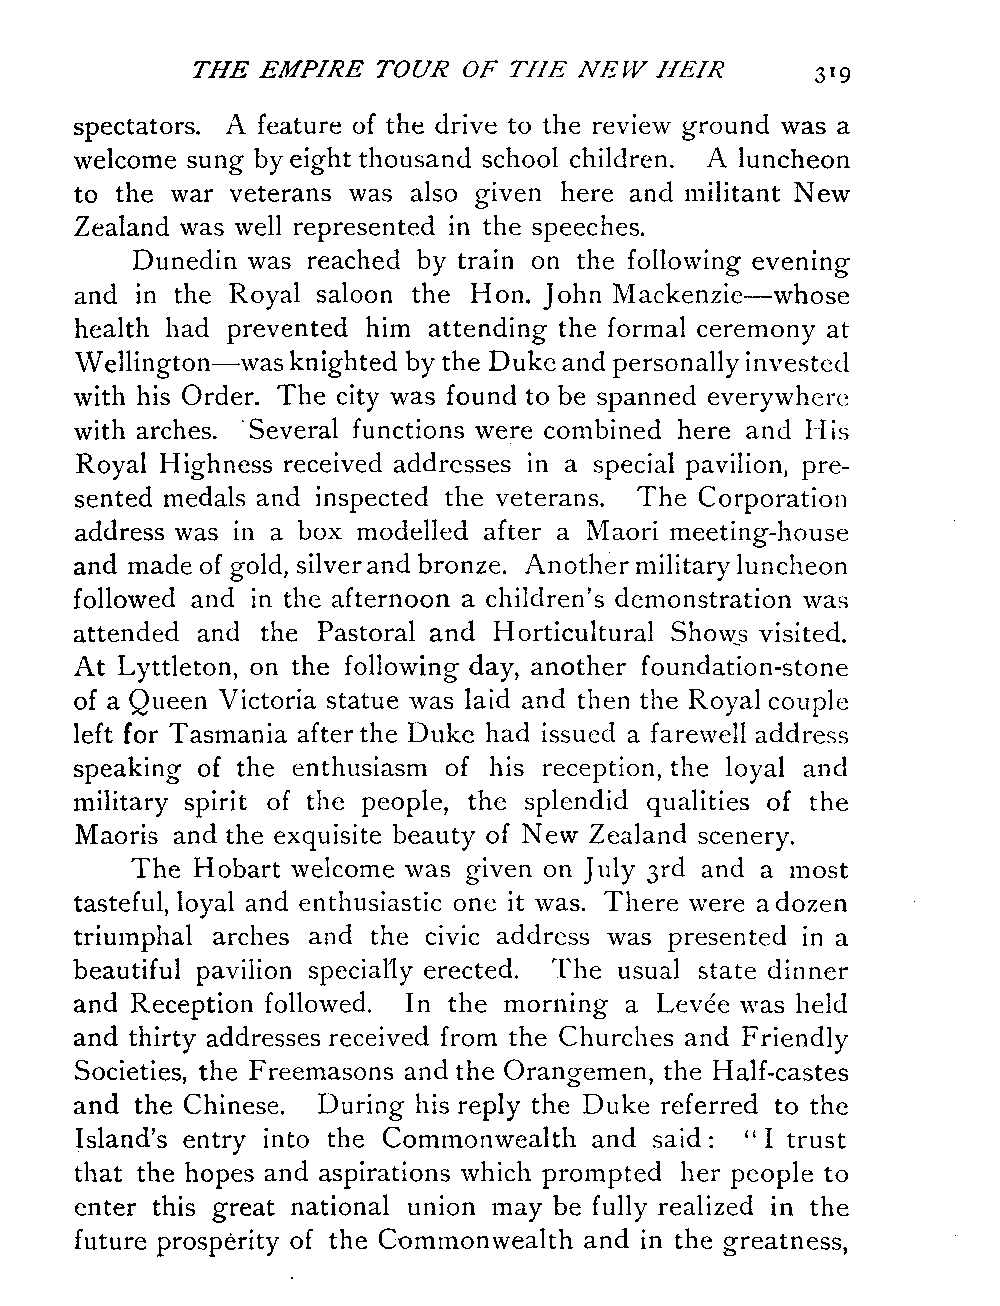 THE EMPIRE TOUR OF THE NEW HEIR 319
spectators. A feature of the drive to the review ground was a
welcome sung by eight thousand school children. A luncheon
to the war veterans was also given here and militant New
Zealand was well represented in the speeches.
Dunedin was reached by train on the following evening
and in the Royal saloon the Hon. John Mackenzie—whose
health had prevented him attending the formal ceremony at
Wellington—was knighted by the Duke and personally invested
with his Order. The city was found to be spanned everywhere
with arches. Several functions were combined here and His
Royal Highness received addresses in a special pavilion, pre-
sented medals and inspected the veterans. The Corporation
address was in a box modelled after a Maori meeting-house
and made of gold, silver and bronze. Another military luncheon
followed and in the afternoon a children's demonstration was
attended and the Pastoral and Horticultural Shows visited.
At Lyttleton, on the following day, another foundation-stone
of a Queen Victoria statue was laid and then the Royal couple
left for Tasmania after the Duke had issued a farewell address
speaking of the enthusiasm of his reception, the loyal and
military spirit of the people, the splendid qualities of the
Maoris and the exquisite beauty of New Zealand scenery.
The Hobart welcome was given on July 3rd and a most
tasteful, loyal and enthusiastic one it was. There were a dozen
triumphal arches and the civic address was presented in a
beautiful pavilion specially erected. The usual state dinner
and Reception followed. In the morning a Levée was held
and thirty addresses received from the Churches and Friendly
Societies, the Freemasons and the Orangemen, the Half-castes
and the Chinese. During his reply the Duke referred to the
Island's entry into the Commonwealth and said: "I trust
that the hopes and aspirations which prompted her people to
enter this great national union may be fully realized in the
future prosperity of the Commonwealth and in the greatness,